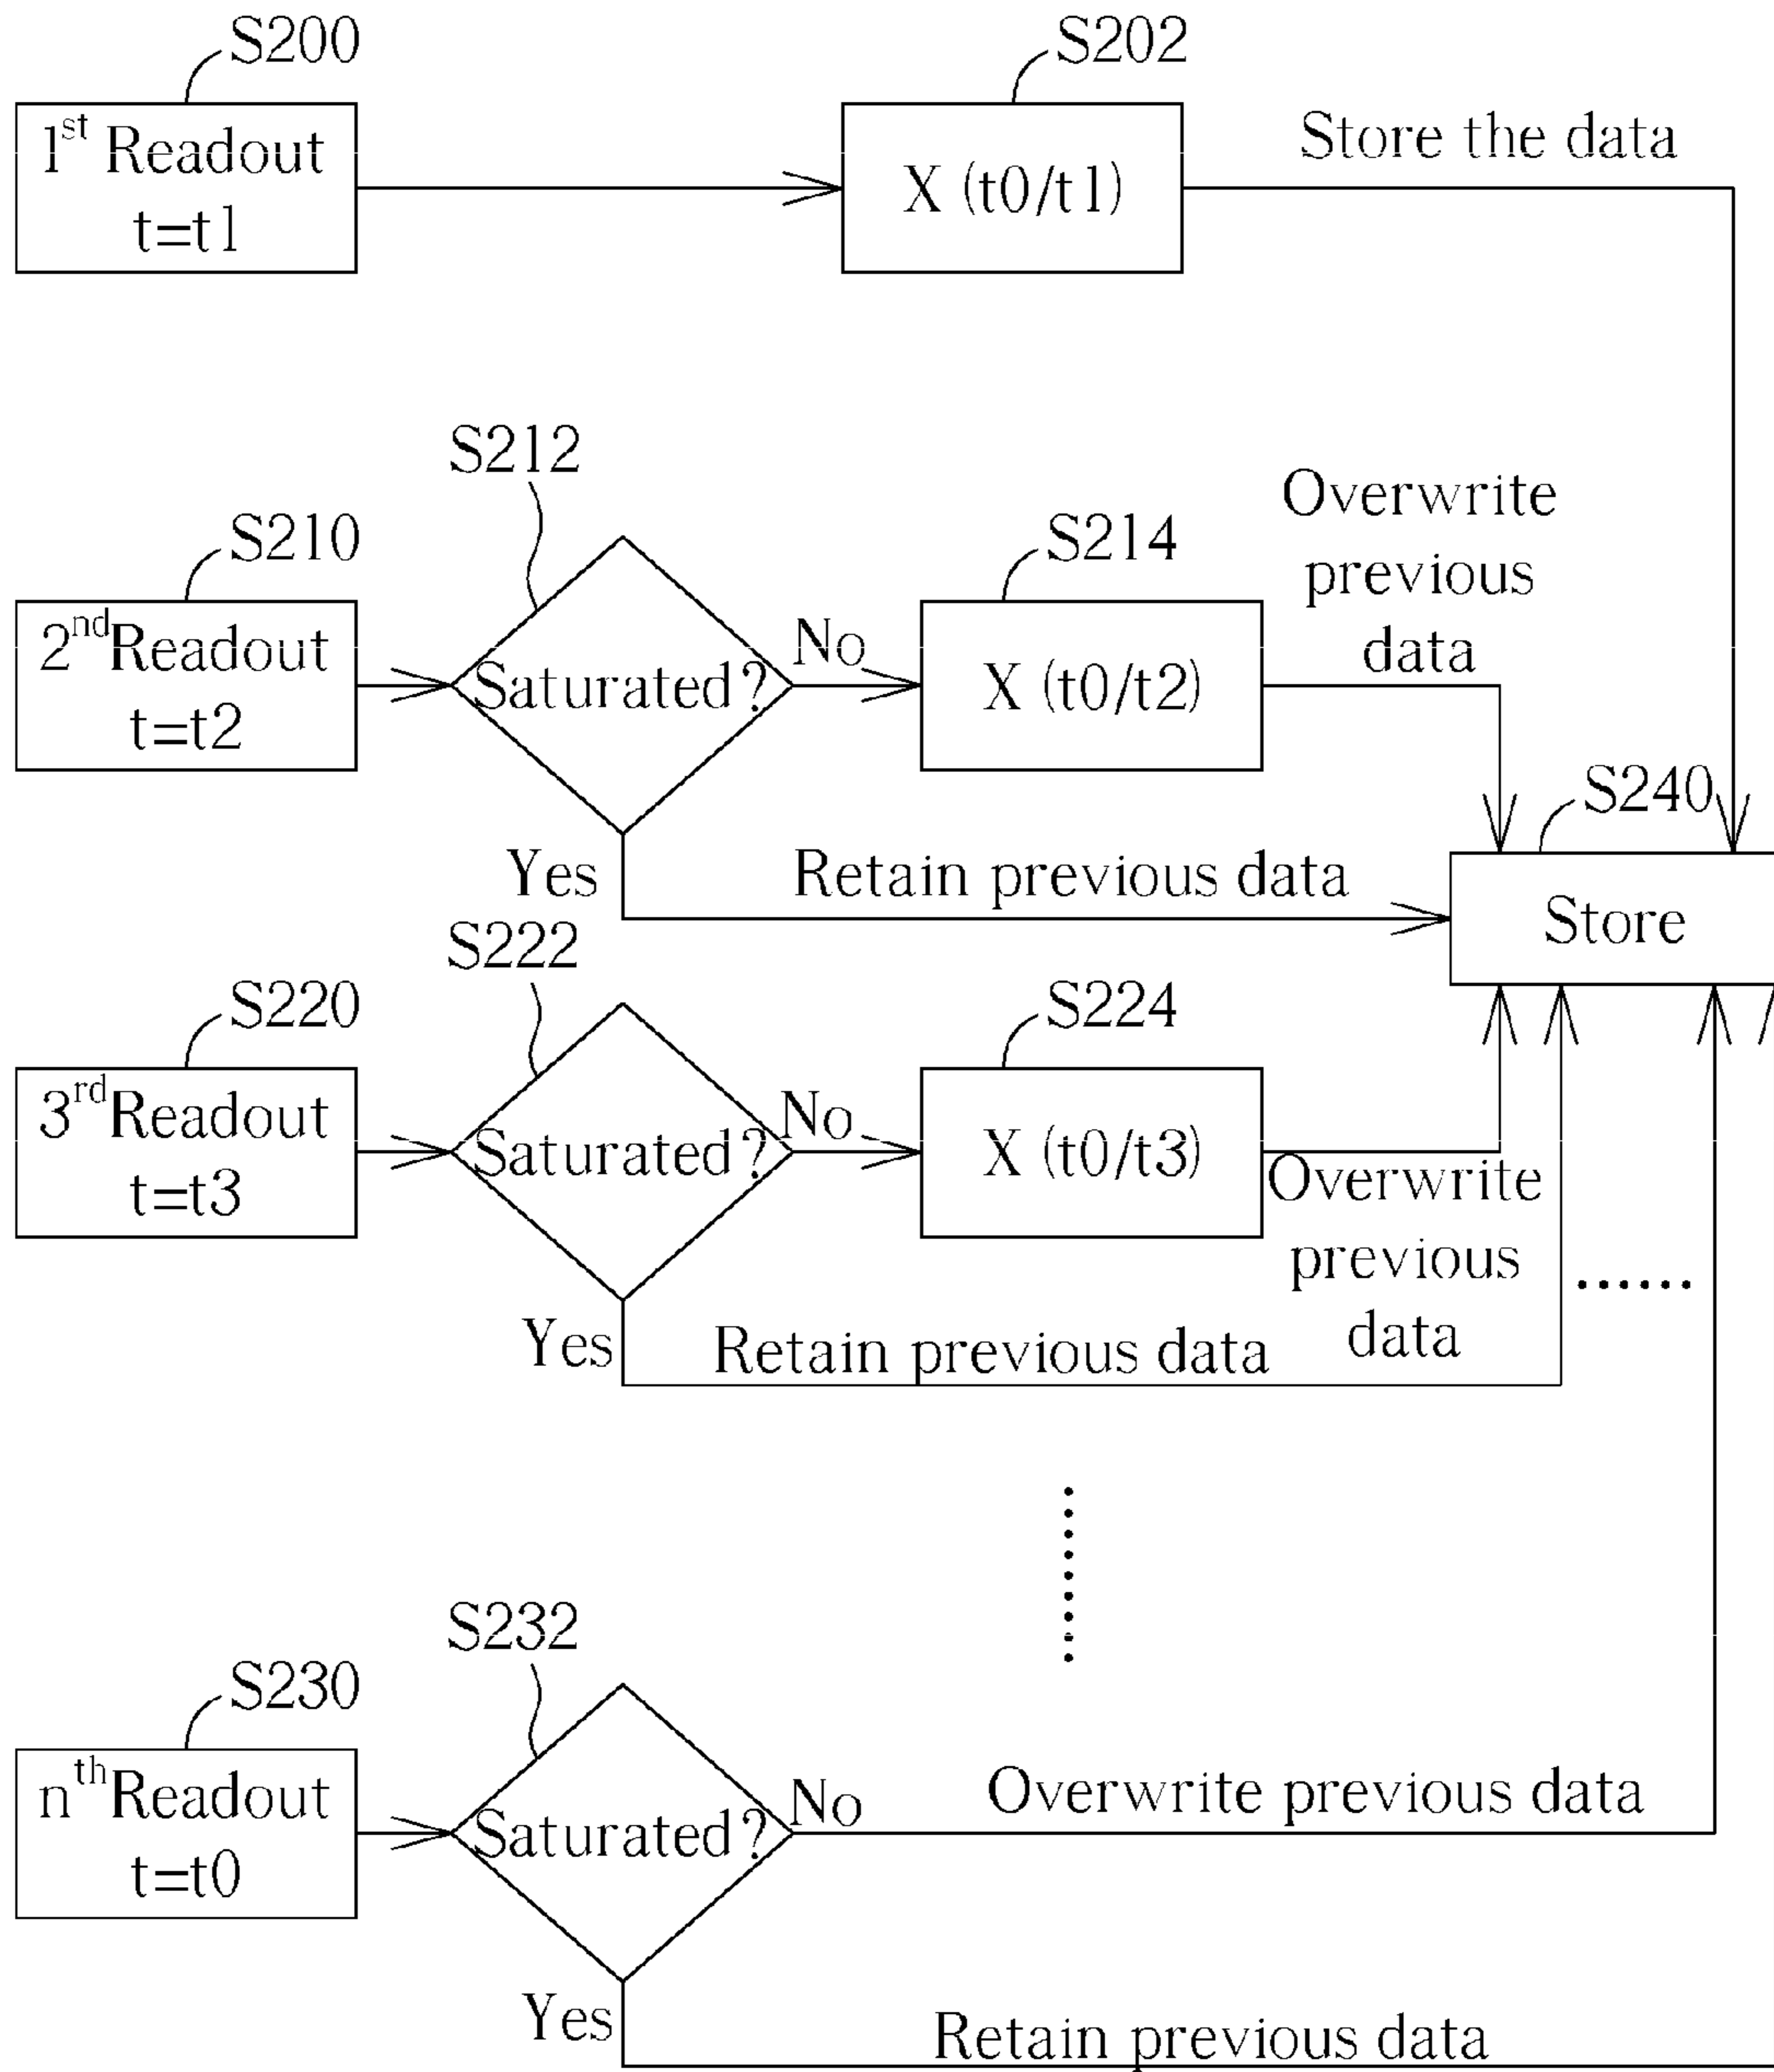 S200
S202
1st Readout
t=t1
X (t0/t1)
Store the data
S212
S210
S214
Overwrite
previous
data
2nd Readout
t=t2
Saturated?
No
X (t0/t2)
S240
Yes
Retain previous data
Store
S222
S220
S224
3rd Readout
t=t3
Saturated?
No
X (t0/t3)
Overwrite
previous
data
......
Yes
Retain previous data
.........
S232
S230
nth Readout
t=t0
Saturated?
No
Overwrite previous data
Yes
Retain previous data